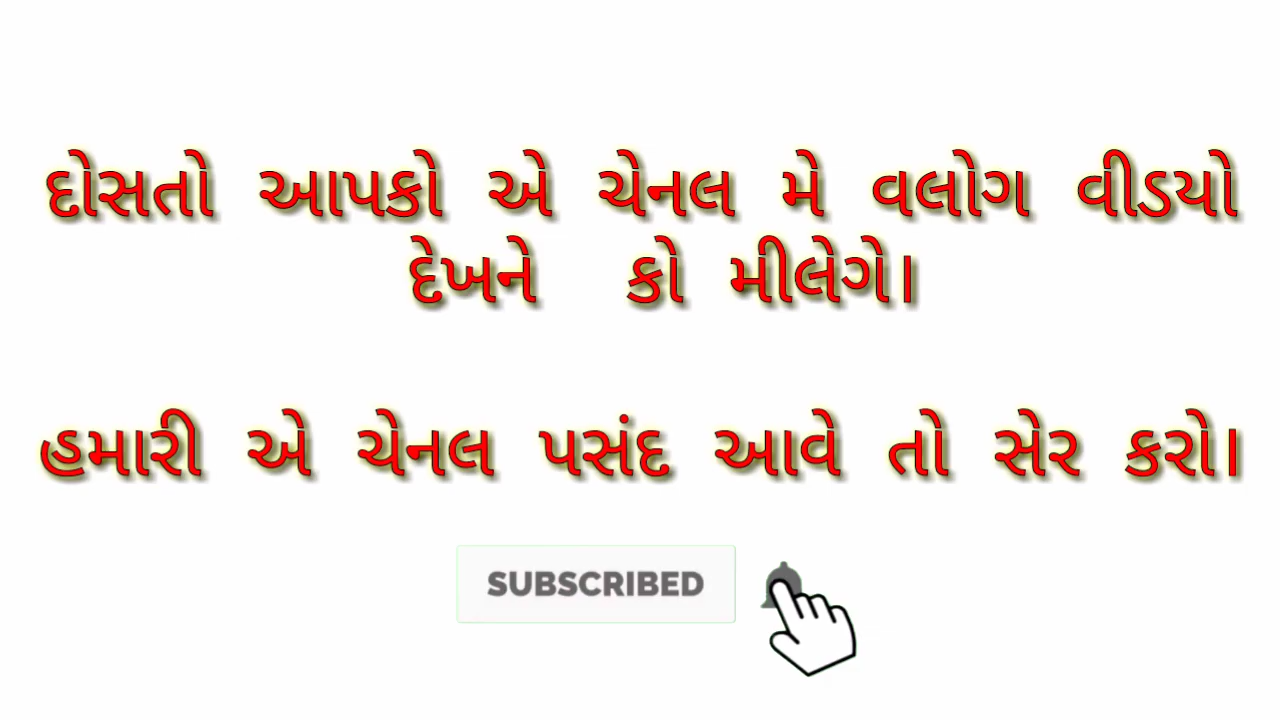 દોસતો આપકો એ ચેનલ મે વલોગ વીડયો
દેખને કો મીલેગે।
હમારી એ ચેનલ પસંદ આવે તો સેર કરો।
SUBSCRIBED